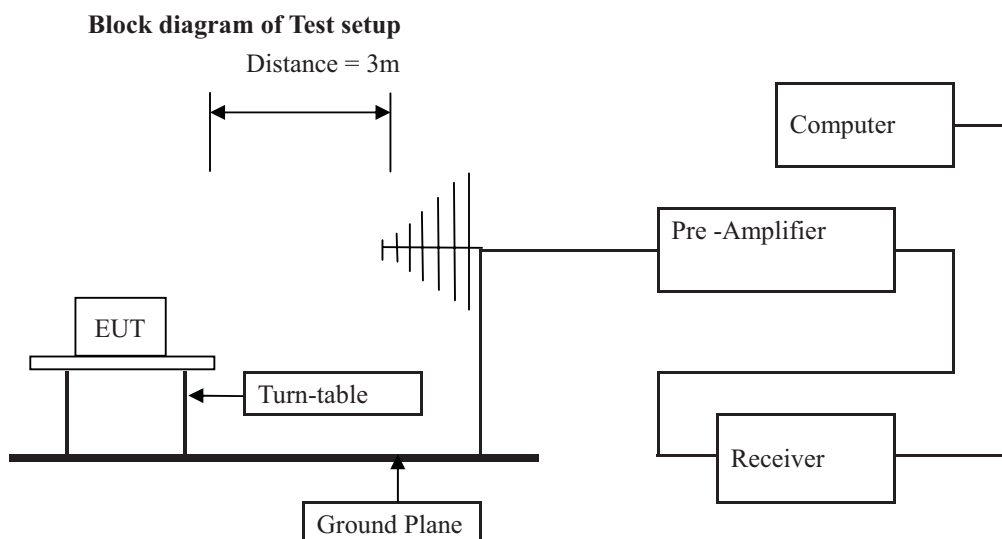 Block diagram of Test setup
Distance = 3m
Computer
Pre -Amplifier
EUT
Turn-table
Receiver
Ground Plane